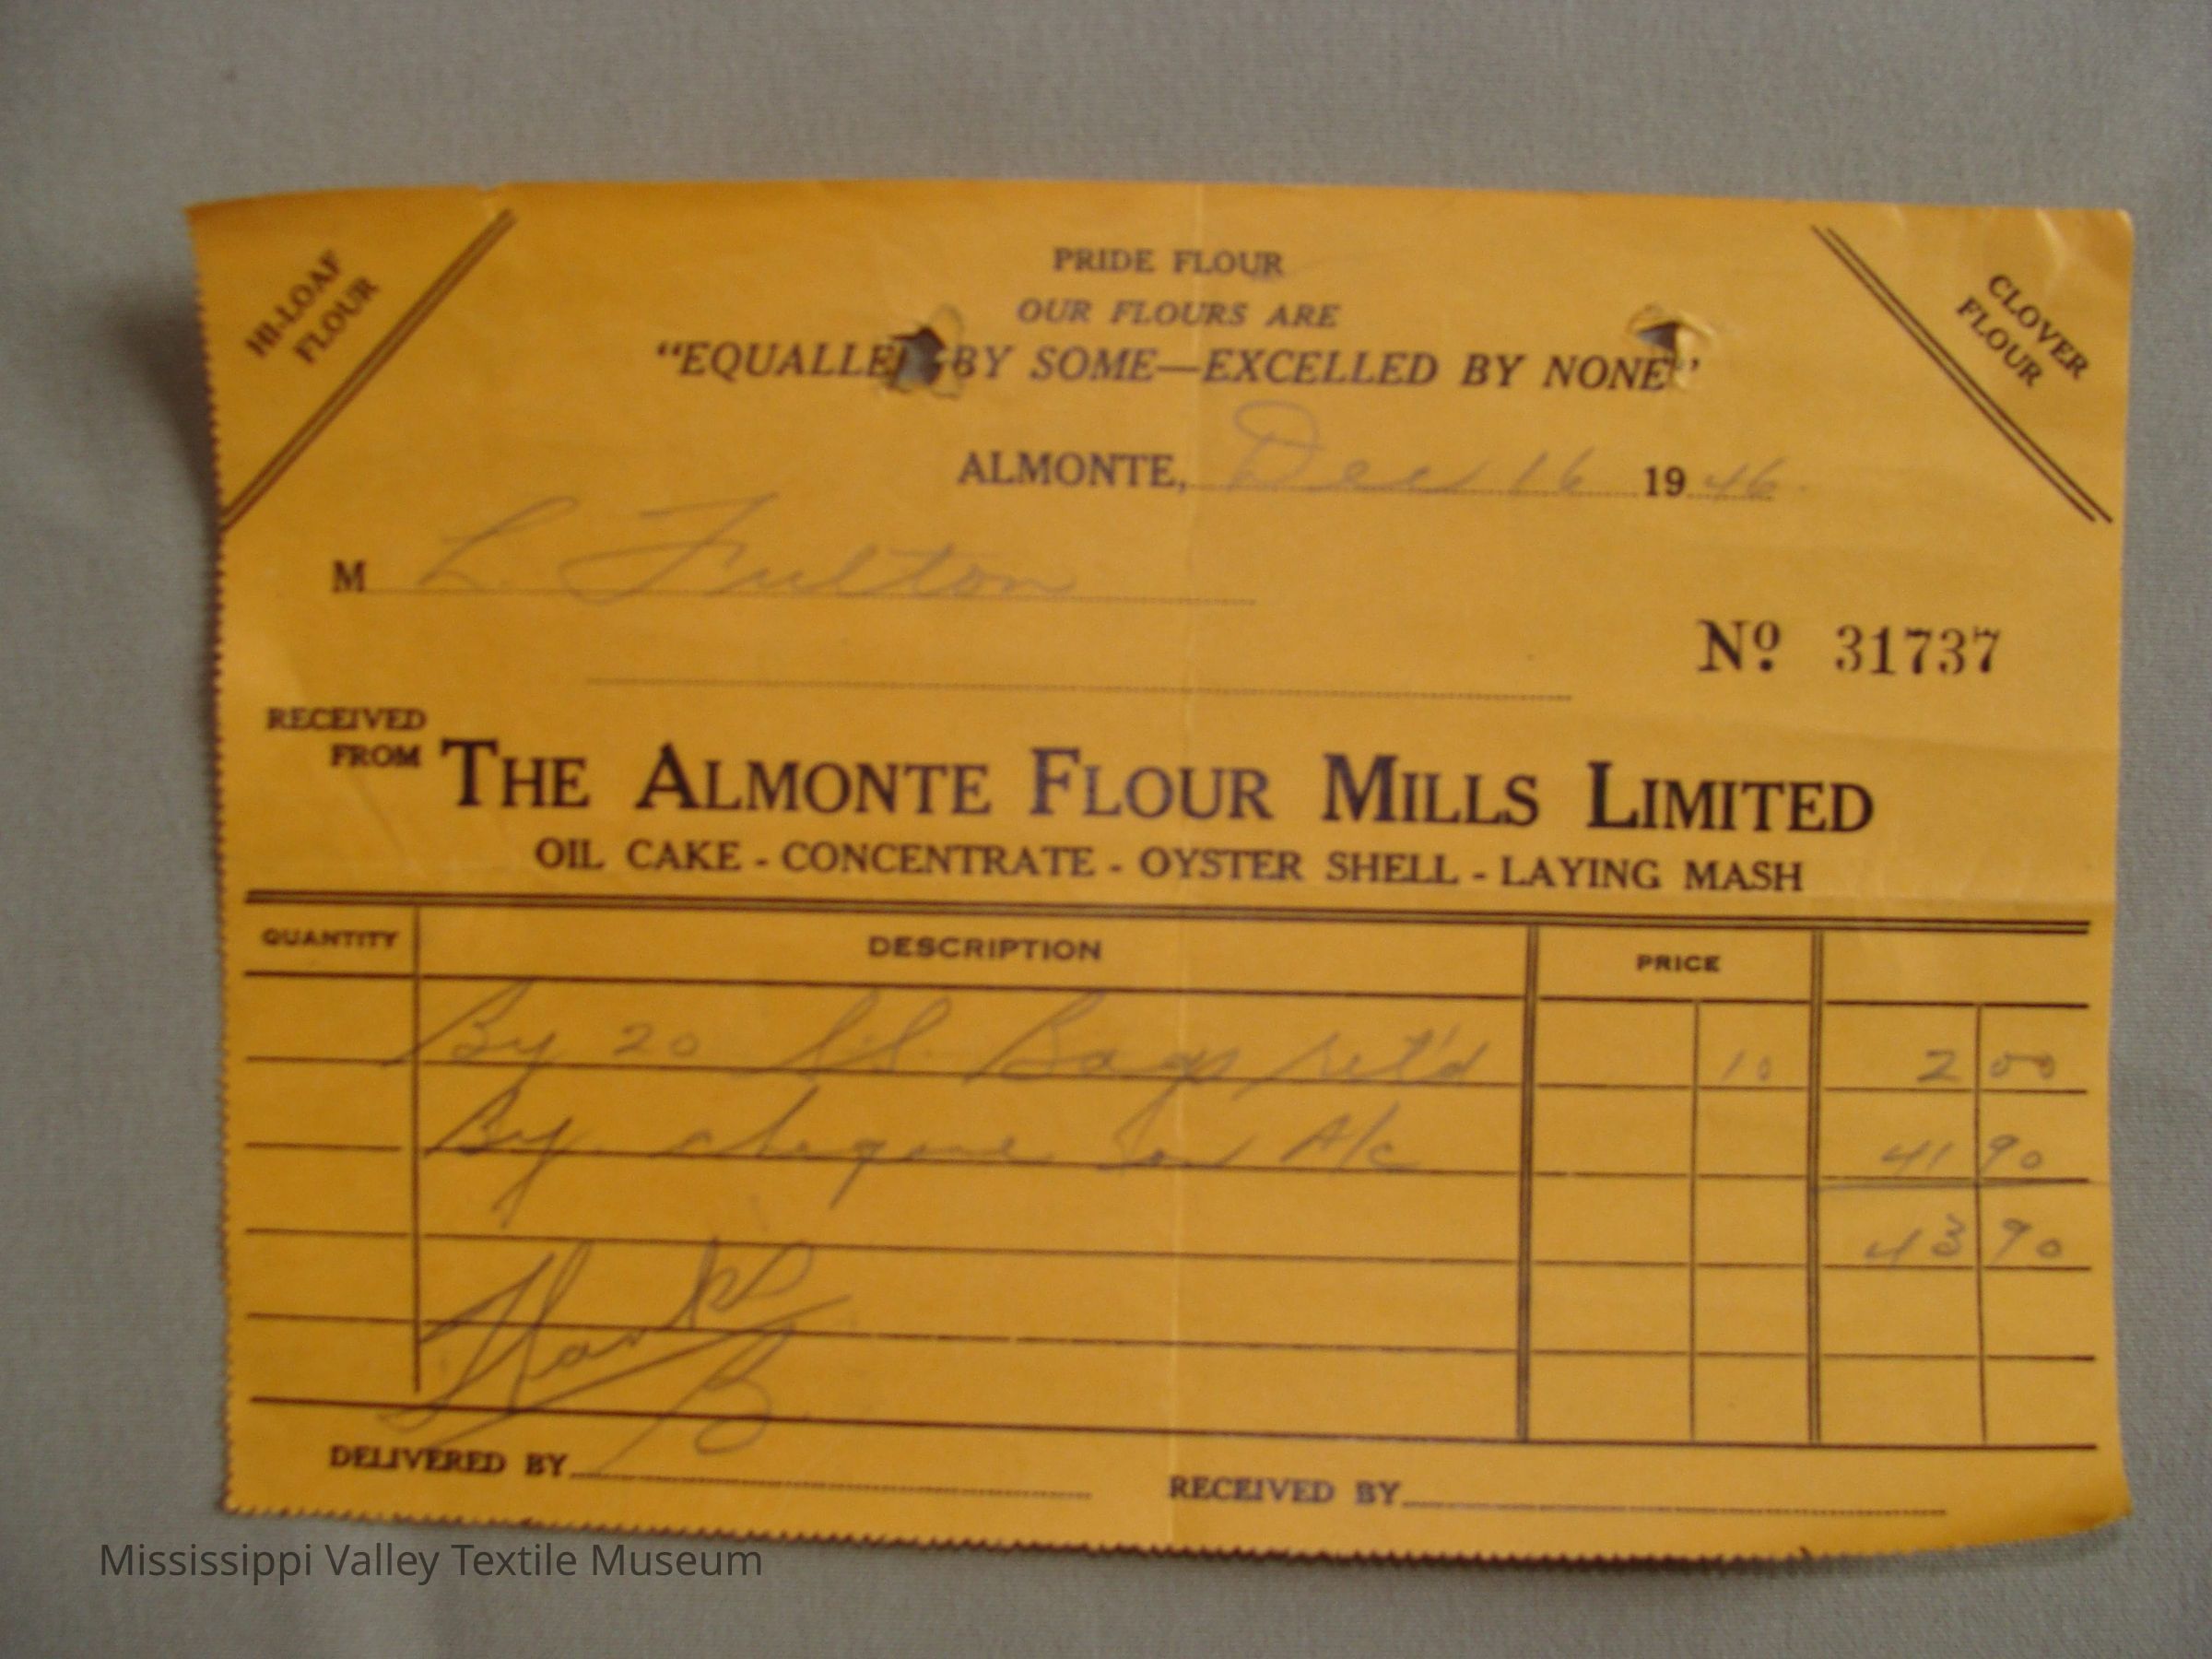 HI-LOAF
FLOUR
PRIDE FLOUR
OUR FLOURS ARE
"EQUALLED BY SOME—EXCELLED BY NONE"
CLOVER
FLOUR
ALMONTE, Dec 16 1946.
M L. Fulton
Nº 31737
RECEIVED
FROM THE ALMONTE FLOUR MILLS LIMITED
OIL CAKE - CONCENTRATE - OYSTER SHELL - LAYING MASH
QUANTITY DESCRIPTION PRICE
By 20 Bags ret'd 10 2 00
By cheque on A/c 41 90
43 90
Thanks
B.
DELIVERED BY
RECEIVED BY
Mississippi Valley Textile Museum